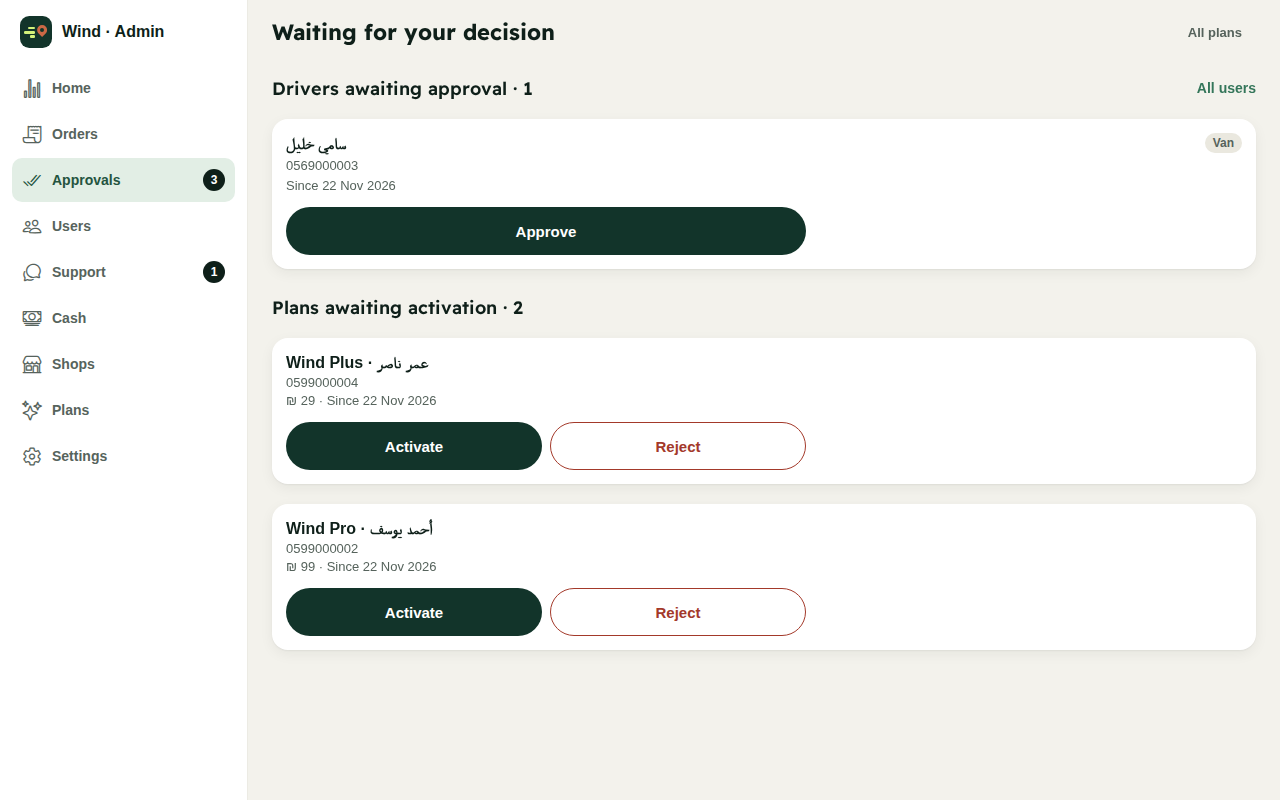 Wind · Admin
Home
Orders
Approvals 3
Users
Support 1
Cash
Shops
Plans
Settings
Waiting for your decision
All plans
Drivers awaiting approval · 1
All users
سامي خليل
Van
0569000003
Since 22 Nov 2026
Approve
Plans awaiting activation · 2
Wind Plus · عمر ناصر
0599000004
₪ 29 · Since 22 Nov 2026
Activate
Reject
Wind Pro · أحمد يوسف
0599000002
₪ 99 · Since 22 Nov 2026
Activate
Reject